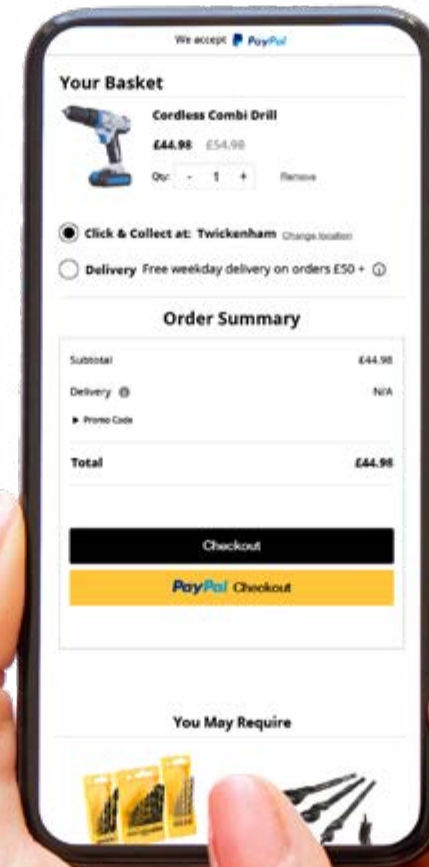 We accept PayPal
Your Basket
Cordless Combi Drill
£44.98 £54.98
Qty: - 1 + Remove
Click & Collect at: Twickenham Change location
Delivery Free weekday delivery on orders £50 +
Order Summary
Subtotal £44.98
Delivery N/A
Promo Code
Total £44.98
Checkout
PayPal Checkout
You May Require